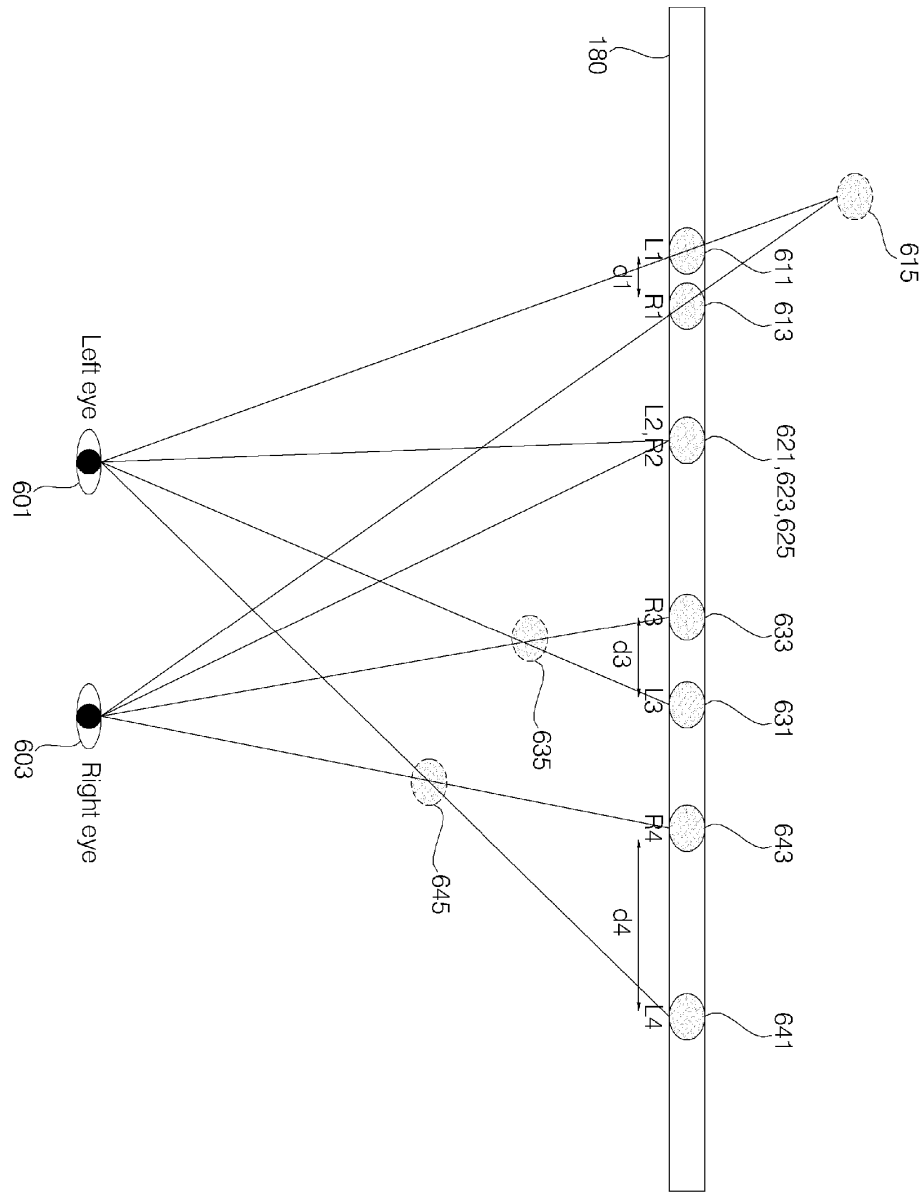 615
180
611
613
621,623,625
633
631
643
641
L1
R1
L2,R2
R3
L3
R4
L4
d1
d3
d4
635
645
Left eye
601
Right eye
603